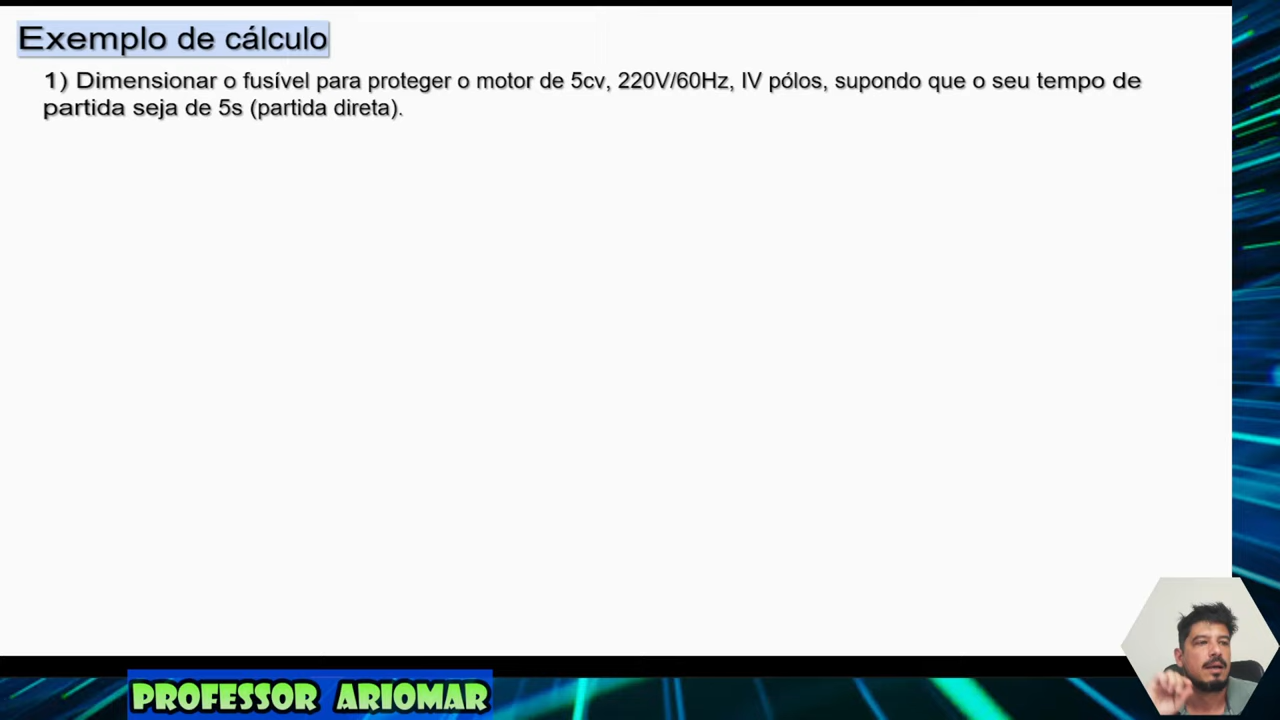 Exemplo de cálculo
1) Dimensionar o fusível para proteger o motor de 5cv, 220V/60Hz, IV pólos, supondo que o seu tempo de
partida seja de 5s (partida direta).
PROFESSOR ARIOMAR